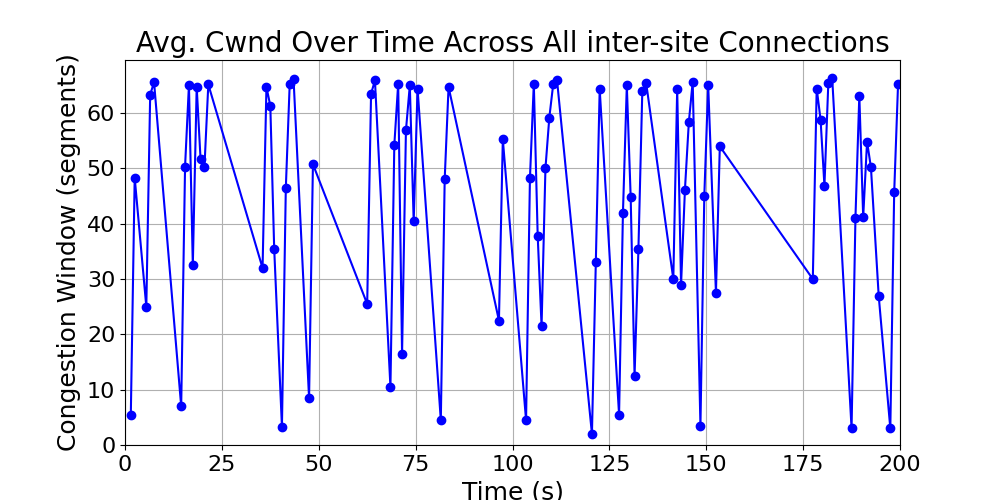 Avg. Cwnd Over Time Across All inter-site Connections
Congestion Window (segments)
60
50
40
30
20
10
0
0 25 50 75 100 125 150 175 200
Time (s)